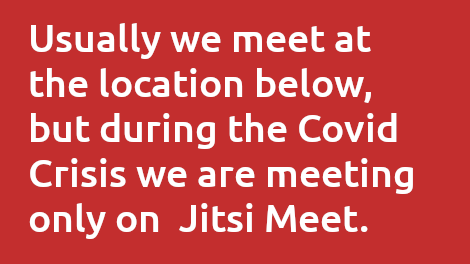 Usually we meet at
the location below,
but during the Covid
Crisis we are meeting
only on  Jitsi Meet.